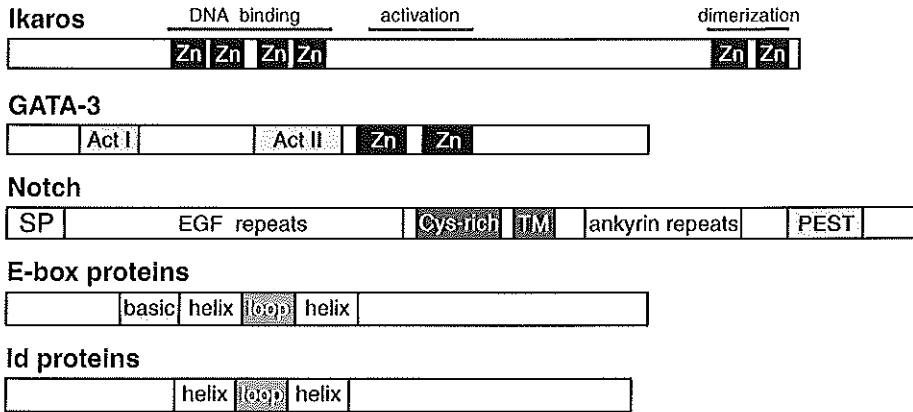 Ikaros DNA binding activation dimerization
Zn Zn Zn Zn Zn Zn
GATA-3
Act I Act II Zn Zn
Notch
SP EGF repeats Cys-rich TM ankyrin repeats PEST
E-box proteins
basic helix loop helix
Id proteins
helix loop helix